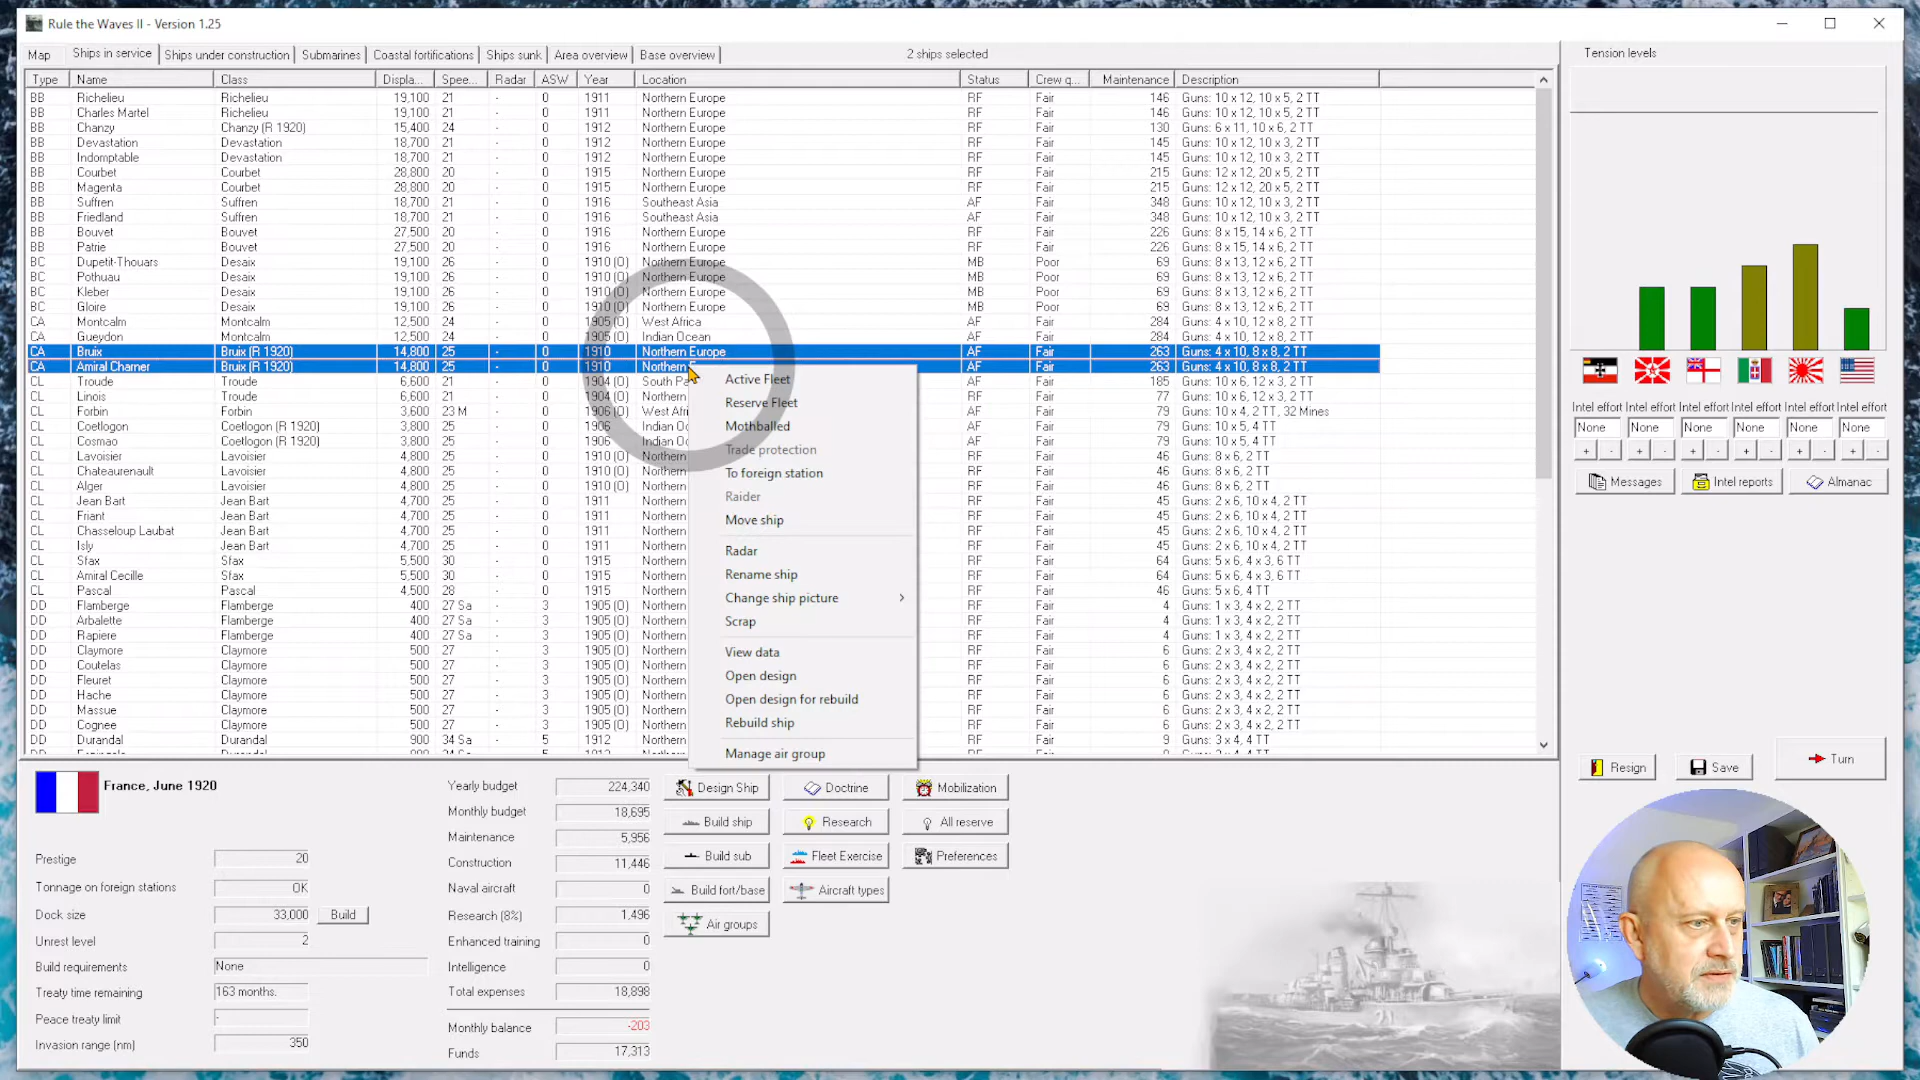 Rule the Waves II - Version 1.25
Map Ships in service Ships under construction Submarines Coastal fortifications Ships sunk Area overview Base overview 2 ships selected
Type Name Class Displa... Spee... Radar ASW Year Location Status Crew q... Maintenance Description
BB Richelieu Richelieu 19,100 21 - 0 1911 Northern Europe RF Fair 146 Guns: 10 x 12, 10 x 5, 2 TT
BB Charles Martel Richelieu 19,100 21 - 0 1911 Northern Europe RF Fair 146 Guns: 10 x 12, 10 x 5, 2 TT
BB Chanzy Chanzy (R 1920) 15,400 24 - 0 1912 Northern Europe RF Fair 130 Guns: 6 x 11, 10 x 6, 2 TT
BB Devastation Devastation 18,700 21 - 0 1912 Northern Europe RF Fair 145 Guns: 10 x 12, 10 x 3, 2 TT
BB Indomptable Devastation 18,700 21 - 0 1912 Northern Europe RF Fair 145 Guns: 10 x 12, 10 x 3, 2 TT
BB Courbet Courbet 28,800 20 - 0 1915 Northern Europe RF Fair 215 Guns: 12 x 12, 20 x 5, 2 TT
BB Magenta Courbet 28,800 20 - 0 1915 Northern Europe RF Fair 215 Guns: 12 x 12, 20 x 5, 2 TT
BB Suffren Suffren 18,700 21 - 0 1916 Southeast Asia AF Fair 348 Guns: 10 x 12, 10 x 3, 2 TT
BB Friedland Suffren 18,700 21 - 0 1916 Southeast Asia AF Fair 348 Guns: 10 x 12, 10 x 3, 2 TT
BB Bouvet Bouvet 27,500 20 - 0 1916 Northern Europe RF Fair 226 Guns: 8 x 15, 14 x 6, 2 TT
BB Patrie Bouvet 27,500 20 - 0 1916 Northern Europe RF Fair 226 Guns: 8 x 15, 14 x 6, 2 TT
BC Dupetit-Thouars Desaix 19,100 26 - 0 1910 (O) Northern Europe MB Poor 69 Guns: 8 x 13, 12 x 6, 2 TT
BC Pothuau Desaix 19,100 26 - 0 1910 (O) Northern Europe MB Poor 69 Guns: 8 x 13, 12 x 6, 2 TT
BC Kleber Desaix 19,100 26 - 0 1910 (O) Northern Europe MB Poor 69 Guns: 8 x 13, 12 x 6, 2 TT
BC Gloire Desaix 19,100 26 - 0 1910 (O) Northern Europe MB Poor 69 Guns: 8 x 13, 12 x 6, 2 TT
CA Montcalm Montcalm 12,500 24 - 0 1905 (O) West Africa AF Fair 284 Guns: 4 x 10, 12 x 8, 2 TT
CA Gueydon Montcalm 12,500 24 - 0 1905 (O) Indian Ocean AF Fair 284 Guns: 4 x 10, 12 x 8, 2 TT
CA Bruix Bruix (R 1920) 14,800 25 - 0 1910 Northern Europe AF Fair 263 Guns: 4 x 10, 8 x 8, 2 TT
CA Amiral Charner Bruix (R 1920) 14,800 25 - 0 1910 Northern AF Fair 263 Guns: 4 x 10, 8 x 8, 2 TT
CL Troude Troude 6,600 21 - 0 1904 (O) South Pa AF Fair 185 Guns: 10 x 6, 12 x 3, 2 TT
CL Linois Troude 6,600 21 - 0 1904 (O) Northern RF Fair 77 Guns: 10 x 6, 12 x 3, 2 TT
CL Forbin Forbin 3,600 23 M - 0 1906 (O) West Afri AF Fair 79 Guns: 10 x 4, 2 TT, 32 Mines
CL Coetlogon Coetlogon (R 1920) 3,800 25 - 0 1906 Indian Oc AF Fair 79 Guns: 10 x 5, 4 TT
CL Cosmao Coetlogon (R 1920) 3,800 25 - 0 1906 Indian Oc AF Fair 79 Guns: 10 x 5, 4 TT
CL Lavoisier Lavoisier 4,800 25 - 0 1910 (O) Northern RF Fair 46 Guns: 8 x 6, 2 TT
CL Chateaurenault Lavoisier 4,800 25 - 0 1910 (O) Northern RF Fair 46 Guns: 8 x 6, 2 TT
CL Alger Lavoisier 4,800 25 - 0 1910 (O) Northern RF Fair 46 Guns: 8 x 6, 2 TT
CL Jean Bart Jean Bart 4,700 25 - 0 1911 Northern RF Fair 45 Guns: 2 x 6, 10 x 4, 2 TT
CL Friant Jean Bart 4,700 25 - 0 1911 Northern RF Fair 45 Guns: 2 x 6, 10 x 4, 2 TT
CL Chasseloup Laubat Jean Bart 4,700 25 - 0 1911 Northern RF Fair 45 Guns: 2 x 6, 10 x 4, 2 TT
CL Isly Jean Bart 4,700 25 - 0 1911 Northern RF Fair 45 Guns: 2 x 6, 10 x 4, 2 TT
CL Sfax Sfax 5,500 30 - 0 1915 Northern RF Fair 64 Guns: 5 x 6, 4 x 3, 6 TT
CL Amiral Cecille Sfax 5,500 30 - 0 1915 Northern RF Fair 64 Guns: 5 x 6, 4 x 3, 6 TT
CL Pascal Pascal 4,500 28 - 0 1915 Northern RF Fair 46 Guns: 5 x 6, 4 TT
DD Flamberge Flamberge 400 27 Sa - 3 1905 (O) Northern RF Fair 4 Guns: 1 x 3, 4 x 2, 2 TT
DD Arbalette Flamberge 400 27 Sa - 3 1905 (O) Northern RF Fair 4 Guns: 1 x 3, 4 x 2, 2 TT
DD Rapiere Flamberge 400 27 Sa - 3 1905 (O) Northern RF Fair 4 Guns: 1 x 3, 4 x 2, 2 TT
DD Claymore Claymore 500 27 - 3 1905 (O) Northern RF Fair 6 Guns: 2 x 3, 4 x 2, 2 TT
DD Coutelas Claymore 500 27 - 3 1905 (O) Northern RF Fair 6 Guns: 2 x 3, 4 x 2, 2 TT
DD Fleuret Claymore 500 27 - 3 1905 (O) Northern RF Fair 6 Guns: 2 x 3, 4 x 2, 2 TT
DD Hache Claymore 500 27 - 3 1905 (O) Northern RF Fair 6 Guns: 2 x 3, 4 x 2, 2 TT
DD Massue Claymore 500 27 - 3 1905 (O) Northern RF Fair 6 Guns: 2 x 3, 4 x 2, 2 TT
DD Cognee Claymore 500 27 - 3 1905 (O) Northern RF Fair 6 Guns: 2 x 3, 4 x 2, 2 TT
DD Durandal Durandal 900 34 Sa - 5 1912 Northern RF Fair 9 Guns: 3 x 4, 4 TT
Active Fleet
Reserve Fleet
Mothballed
Trade protection
To foreign station
Raider
Move ship
Radar
Rename ship
Change ship picture
Scrap
View data
Open design
Open design for rebuild
Rebuild ship
Manage air group
Tension levels
Intel effort Intel effort Intel effort Intel effort Intel effort Intel effort
None None None None None None
+ - + - + - + - + - + -
Messages Intel reports Almanac
Resign Save Turn
France, June 1920
Prestige 20
Tonnage on foreign stations OK
Dock size 33,000 Build
Unrest level 2
Build requirements None
Treaty time remaining 163 months.
Peace treaty limit -
Invasion range (nm) 350
Yearly budget 224,340
Monthly budget 18,695
Maintenance 5,956
Construction 11,446
Naval aircraft 0
Research (8%) 1,496
Enhanced training 0
Intelligence 0
Total expenses 18,898
Monthly balance -203
Funds 17,313
Design Ship Doctrine Mobilization
Build ship Research All reserve
Build sub Fleet Exercise Preferences
Build fort/base Aircraft types
Air groups